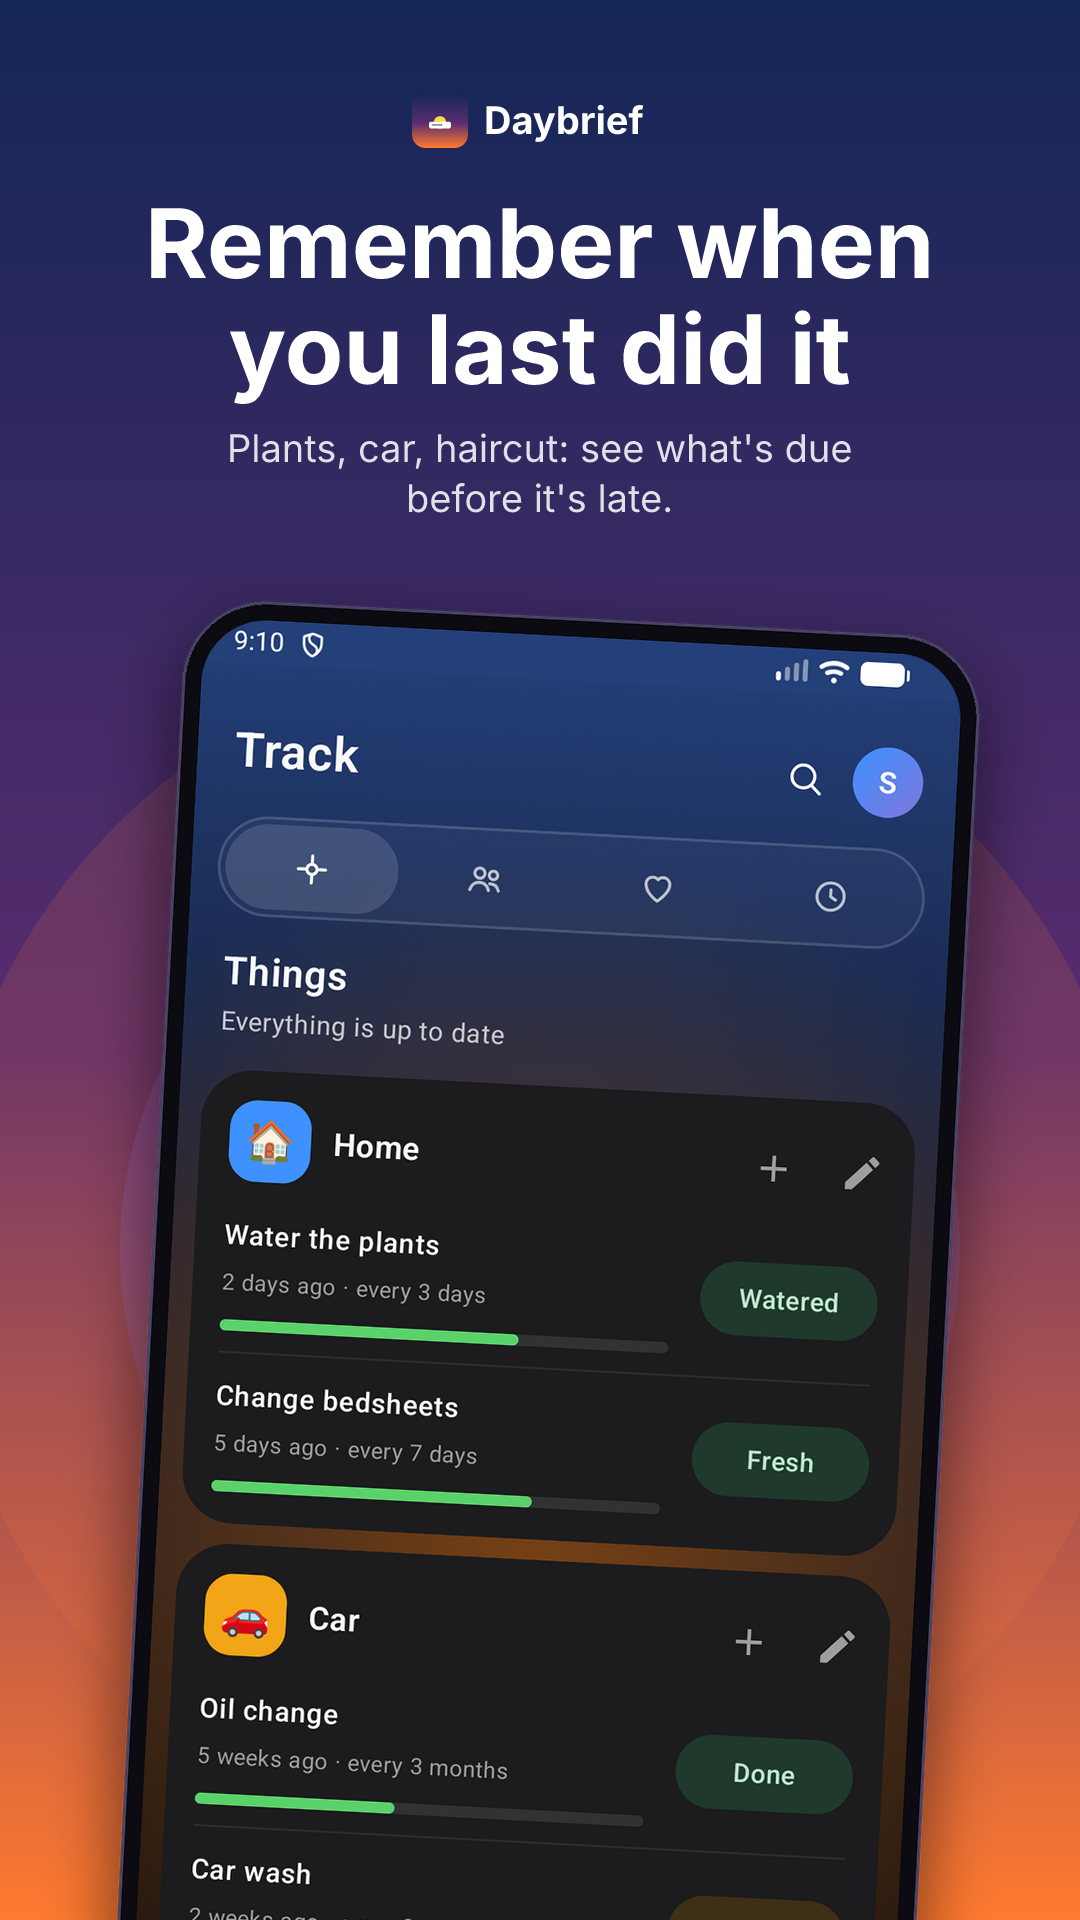 Daybrief
Remember when
you last did it
Plants, car, haircut: see what's due
before it's late.
9:10
Track
S
Things
Everything is up to date
Home
Water the plants
2 days ago · every 3 days
Watered
Change bedsheets
5 days ago · every 7 days
Fresh
Car
Oil change
5 weeks ago · every 3 months
Done
Car wash
2 weeks ago